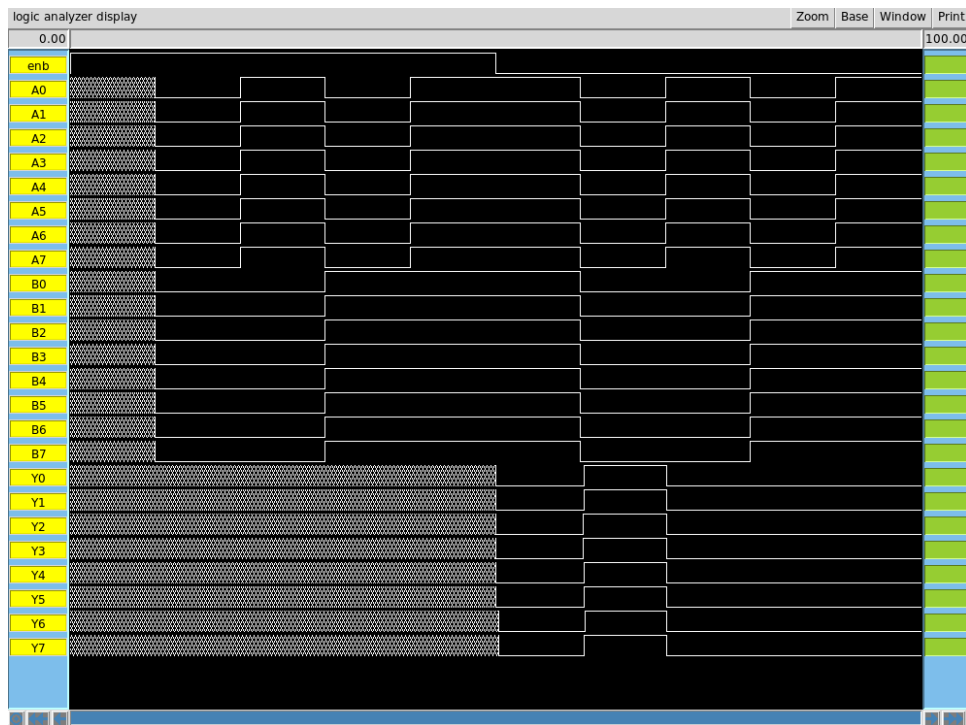 logic analyzer display Zoom Base Window Print
0.00 100.00
enb
A0
A1
A2
A3
A4
A5
A6
A7
B0
B1
B2
B3
B4
B5
B6
B7
Y0
Y1
Y2
Y3
Y4
Y5
Y6
Y7